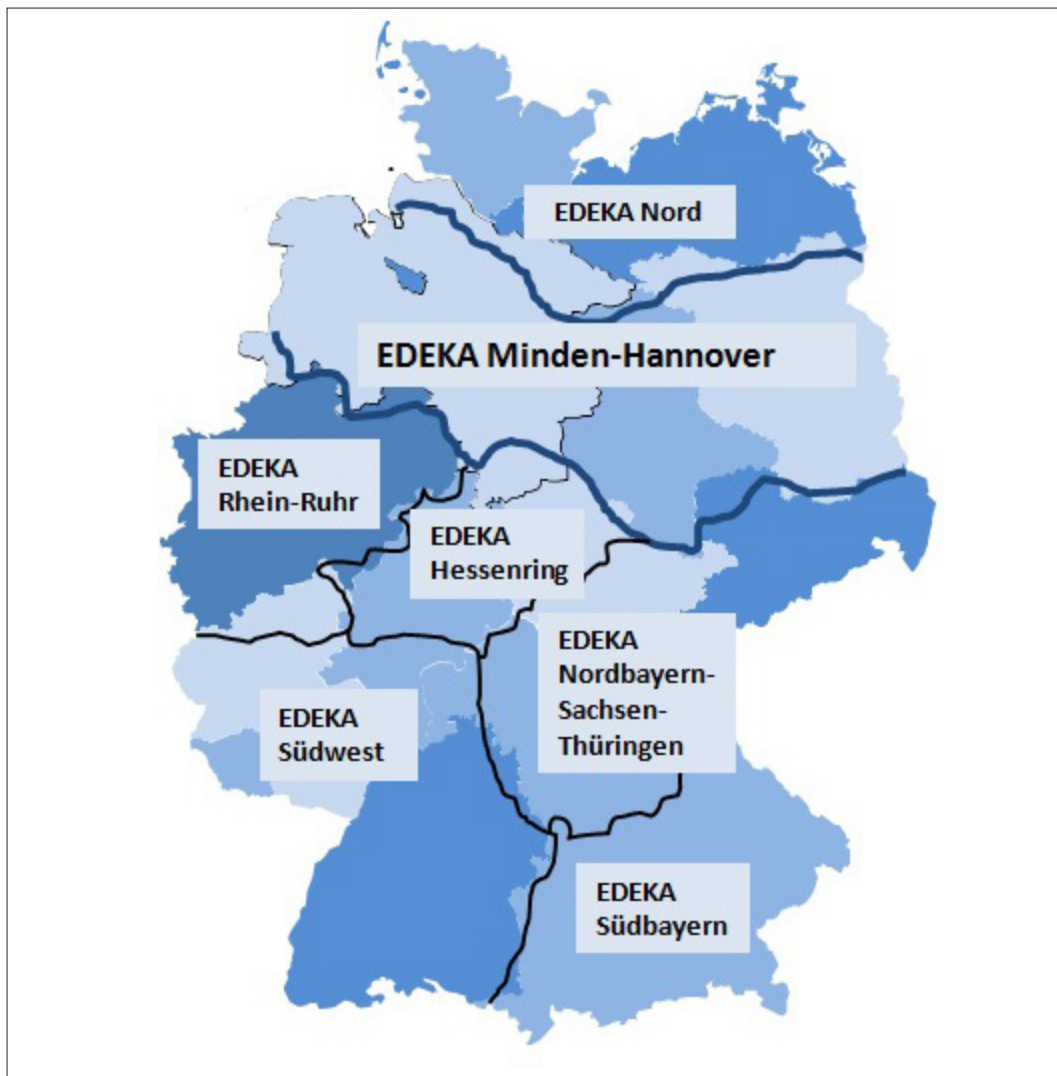 EDEKA Nord
EDEKA Minden-Hannover
EDEKA
Rhein-Ruhr
EDEKA
Hessenring
EDEKA
Nordbayern-
Sachsen-
Thüringen
EDEKA
Südwest
EDEKA
Südbayern